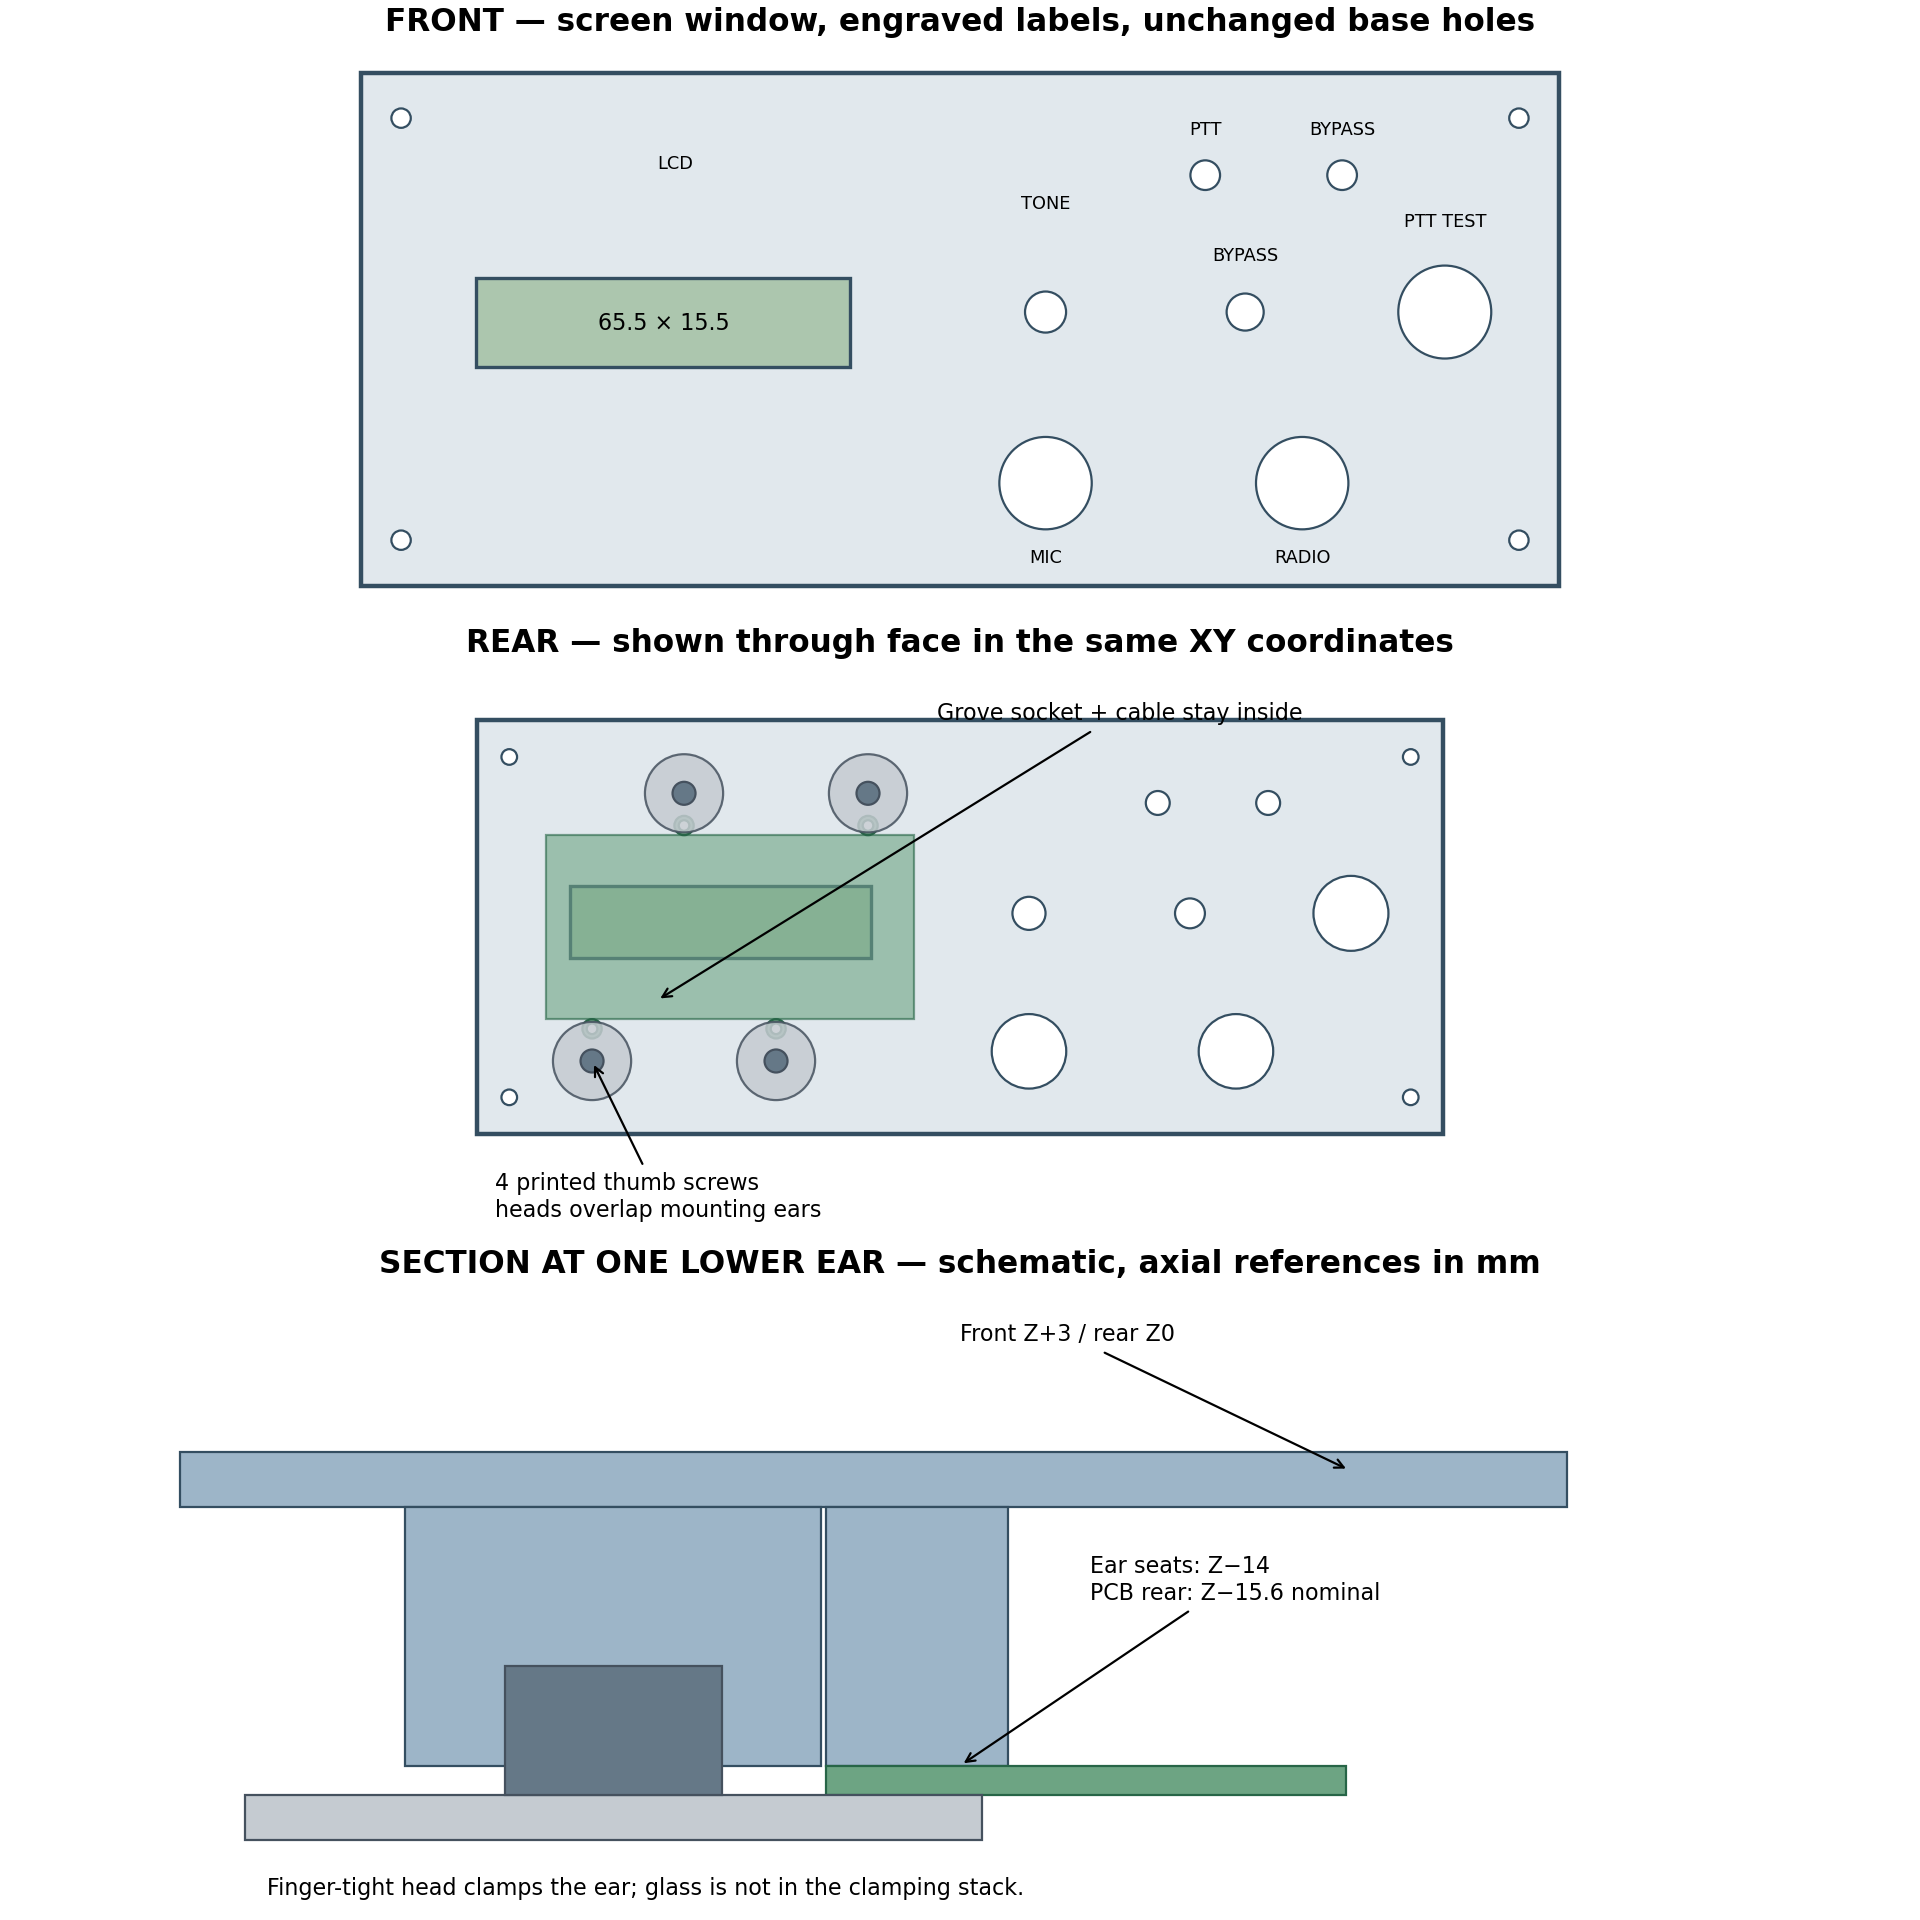 FRONT — screen window, engraved labels, unchanged base holes
PTT
BYPASS
LCD
TONE
PTT TEST
BYPASS
65.5 × 15.5
MIC
RADIO
REAR — shown through face in the same XY coordinates
Grove socket + cable stay inside
4 printed thumb screws
heads overlap mounting ears
SECTION AT ONE LOWER EAR — schematic, axial references in mm
Front Z+3 / rear Z0
Ear seats: Z−14
PCB rear: Z−15.6 nominal
Finger-tight head clamps the ear; glass is not in the clamping stack.